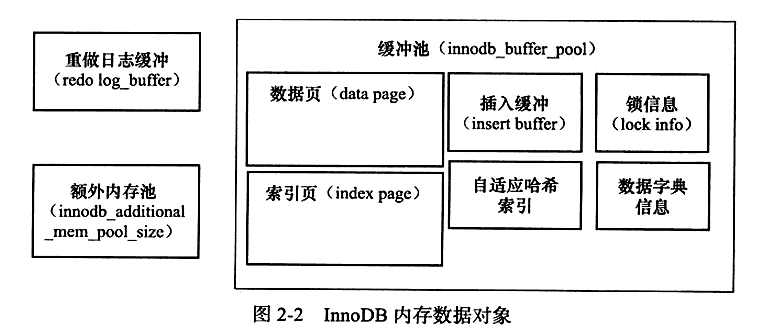 重做日志缓冲
（redo log_buffer）
额外内存池
（innodb_additional
_mem_pool_size）
缓冲池（innodb_buffer_pool）
数据页（data page）
插入缓冲
（insert buffer）
锁信息
（lock info）
索引页（index page）
自适应哈希
索引
数据字典
信息
图 2-2 InnoDB 内存数据对象